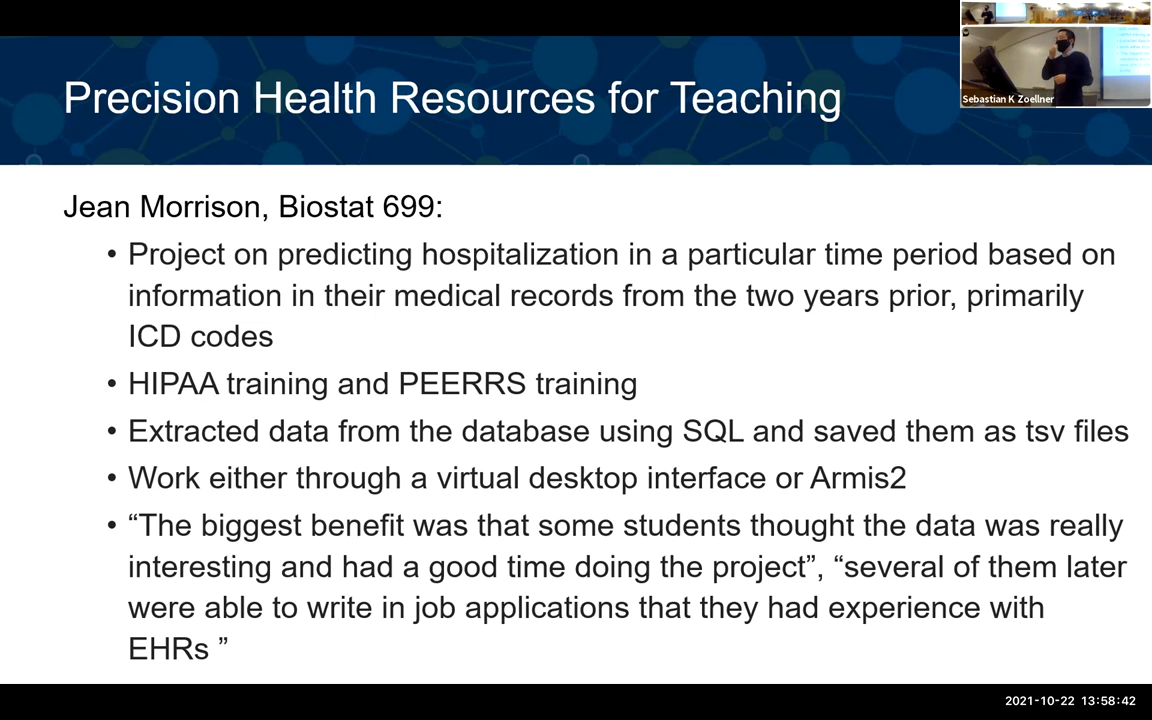 Precision Health Resources for Teaching
Sebastian K Zoellner
Jean Morrison, Biostat 699:
• Project on predicting hospitalization in a particular time period based on
information in their medical records from the two years prior, primarily
ICD codes
• HIPAA training and PEERRS training
• Extracted data from the database using SQL and saved them as tsv files
• Work either through a virtual desktop interface or Armis2
• “The biggest benefit was that some students thought the data was really
interesting and had a good time doing the project”, “several of them later
were able to write in job applications that they had experience with
EHRs ”
2021-10-22 13:58:42